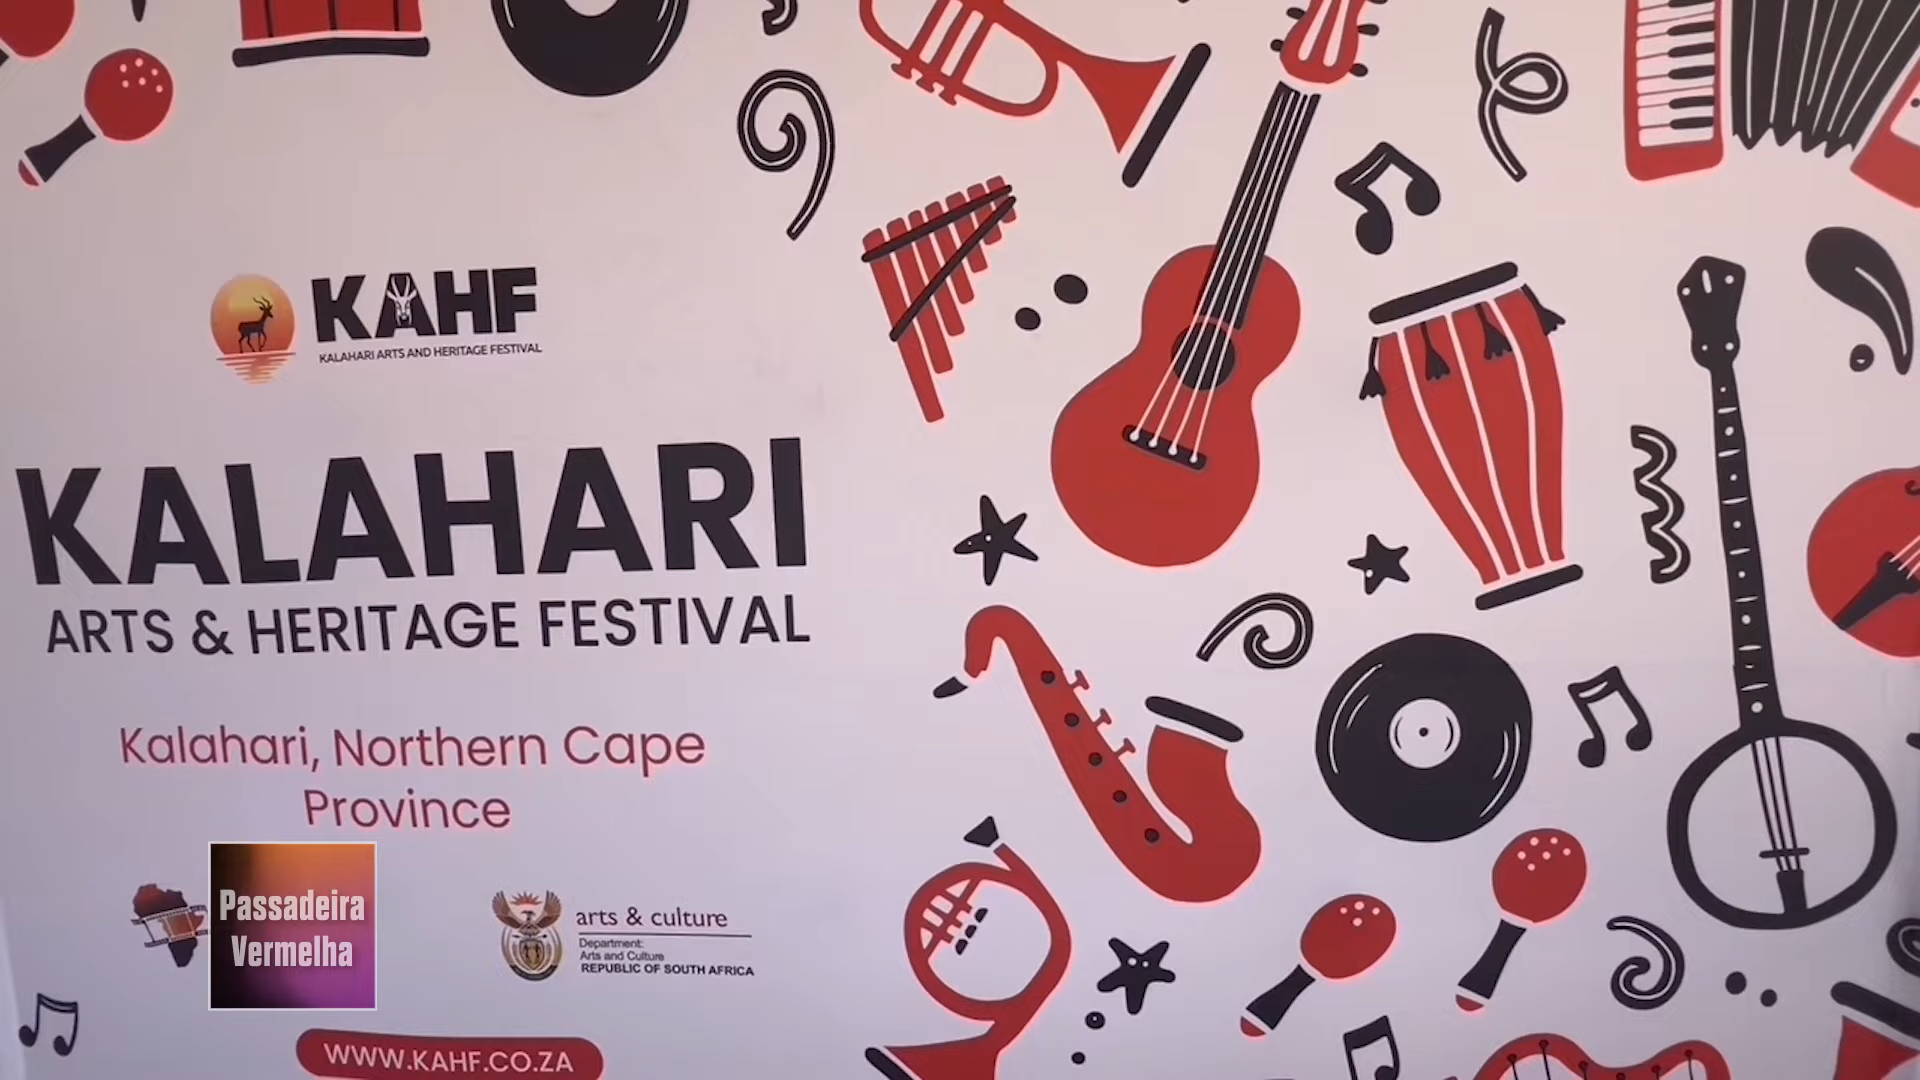 KAHF
KALAHARI ARTS AND HERITAGE FESTIVAL
KALAHARI
ARTS & HERITAGE FESTIVAL
Kalahari, Northern Cape
Province
Passadeira
Vermelha
arts & culture
Department:
Arts and Culture
REPUBLIC OF SOUTH AFRICA
WWW.KAHF.CO.ZA